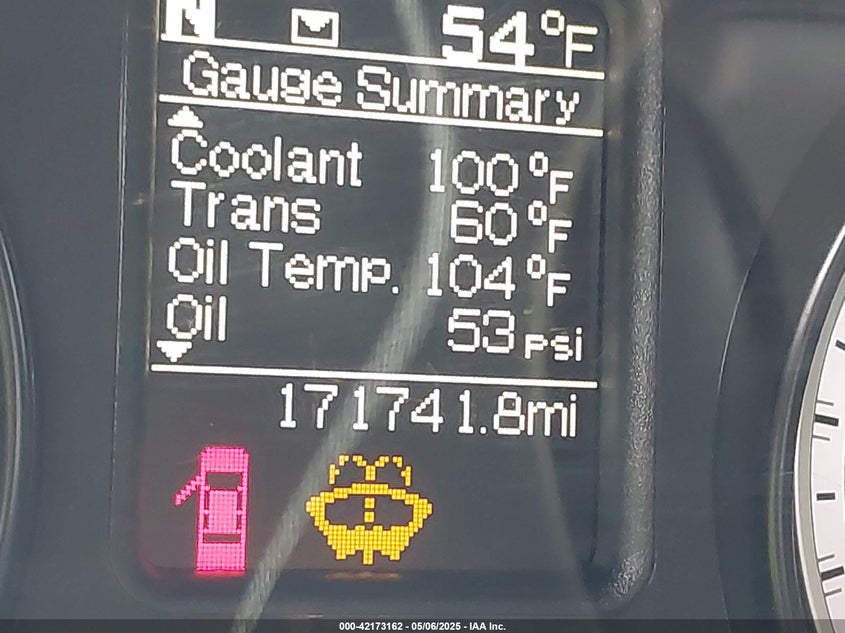 N 54°F
Gauge Summary
Coolant 100°F
Trans 60°F
Oil Temp. 104°F
Oil 53 psi
171741.8mi
000-42173162 - 05/06/2025 - IAA Inc.